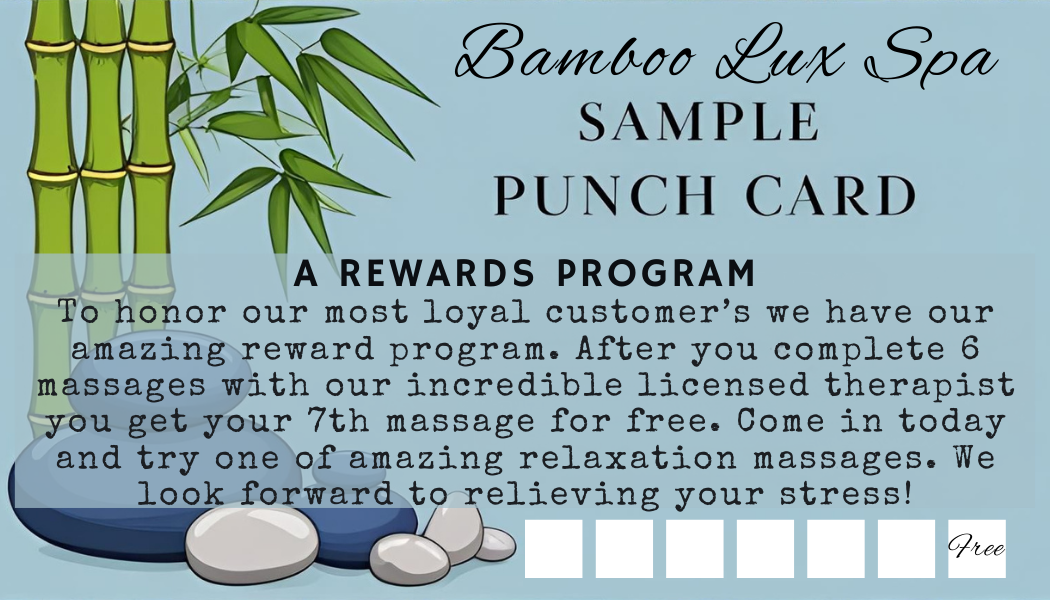 Bamboo Lux Spa
SAMPLE
PUNCH CARD
A REWARDS PROGRAM
To honor our most loyal customer’s we have our
amazing reward program. After you complete 6
massages with our incredible licensed therapist
you get your 7th massage for free. Come in today
and try one of amazing relaxation massages. We
look forward to relieving your stress!
Free